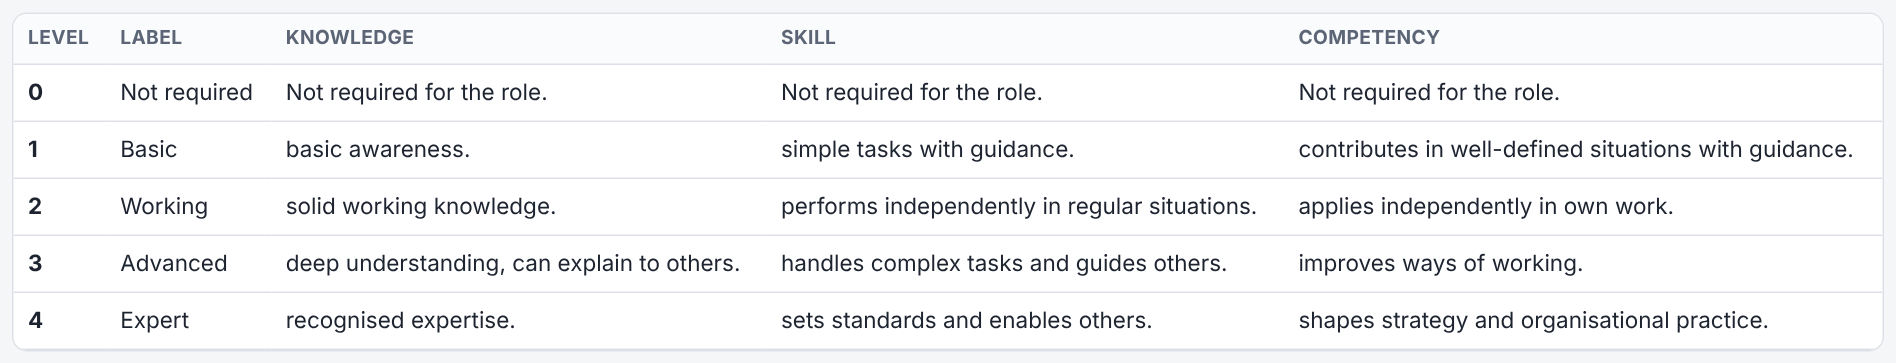 LEVEL LABEL KNOWLEDGE SKILL COMPETENCY
0 Not required Not required for the role. Not required for the role. Not required for the role.
1 Basic basic awareness. simple tasks with guidance. contributes in well-defined situations with guidance.
2 Working solid working knowledge. performs independently in regular situations. applies independently in own work.
3 Advanced deep understanding, can explain to others. handles complex tasks and guides others. improves ways of working.
4 Expert recognised expertise. sets standards and enables others. shapes strategy and organisational practice.